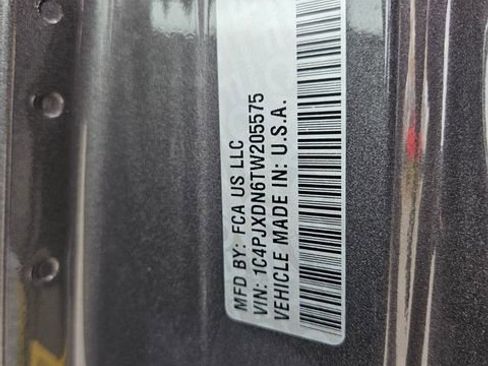 MFD BY: FCA US LLC
VIN: 1C4PJXDN6TW205575
VEHICLE MADE IN: U.S.A.